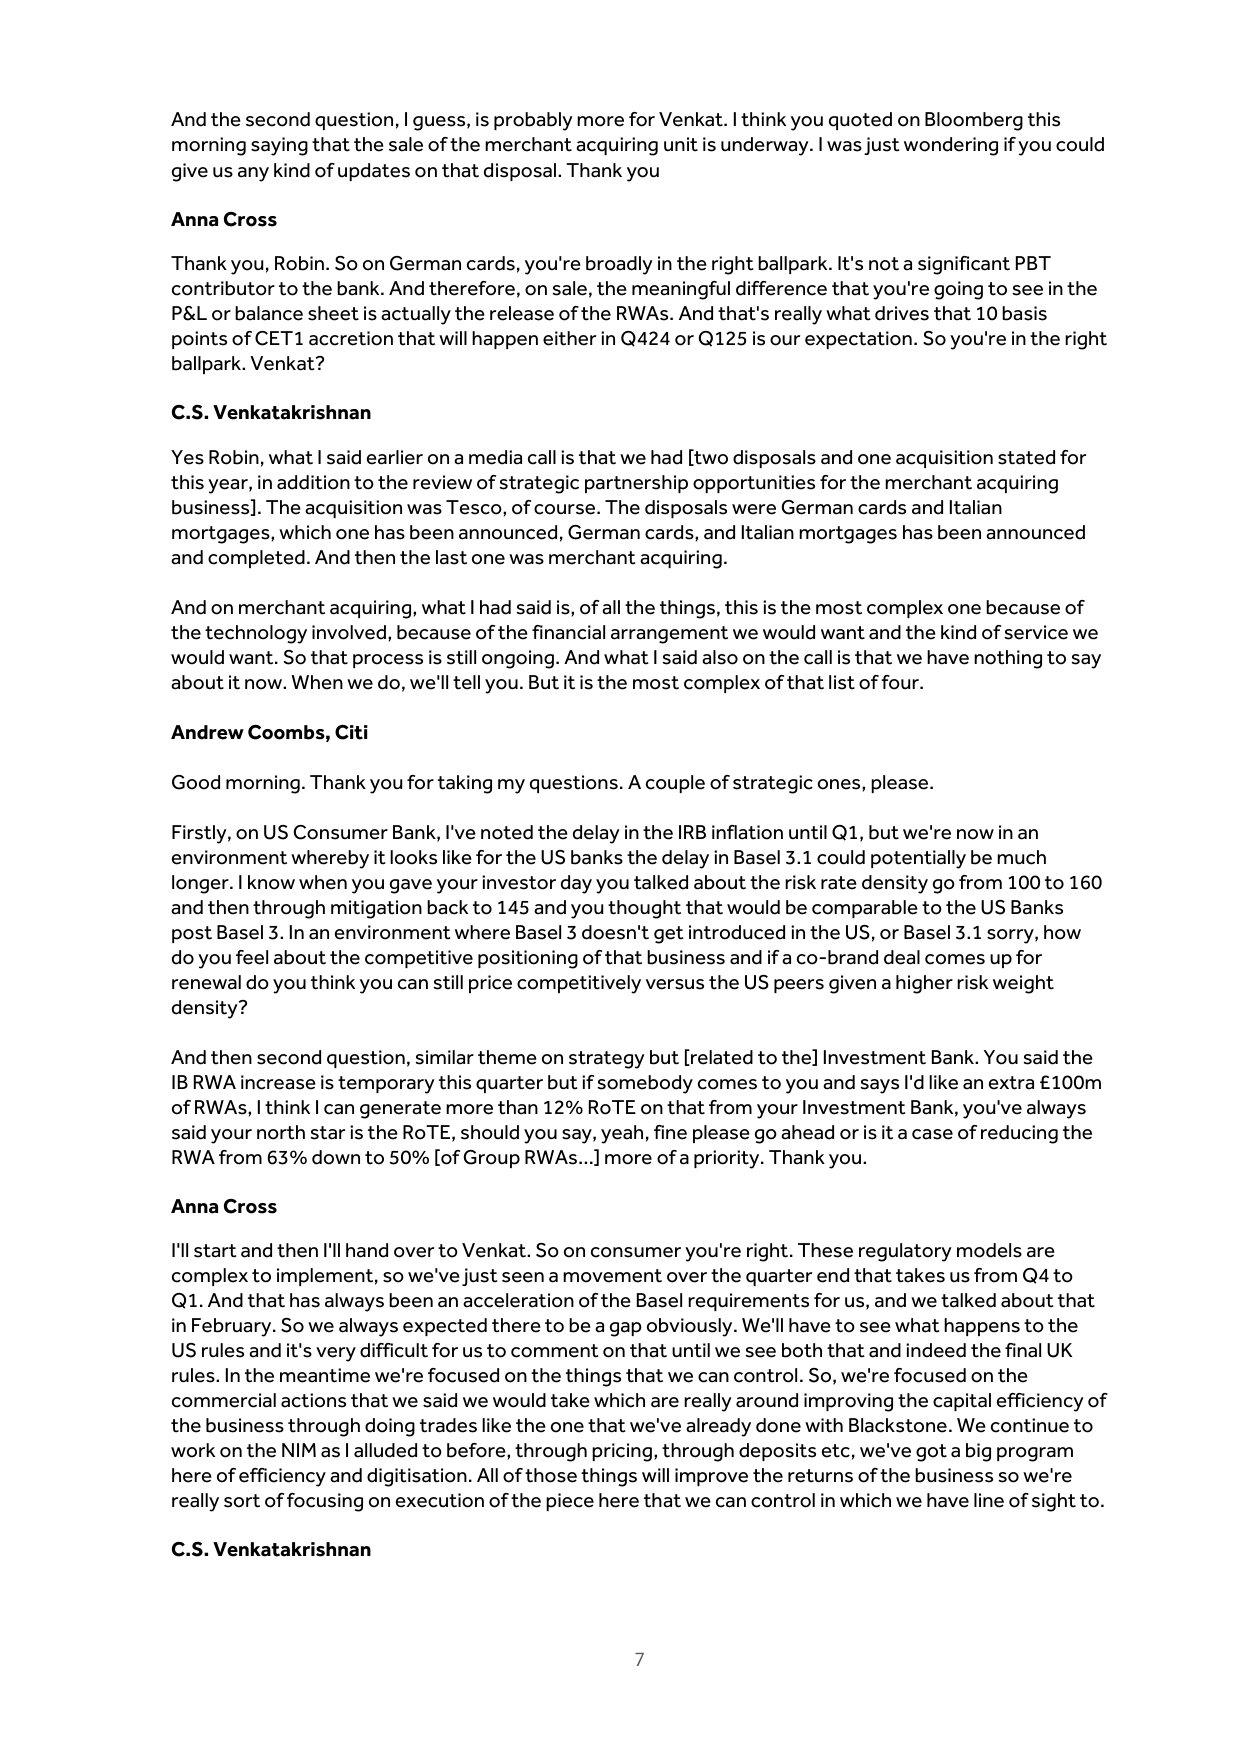 And the second question, I guess, is probably more for Venkat. I think you quoted on Bloomberg this
morning saying that the sale of the merchant acquiring unit is underway. I was just wondering if you could
give us any kind of updates on that disposal. Thank you
Anna Cross
Thank you, Robin. So on German cards, you're broadly in the right ballpark. It's not a significant PBT
contributor to the bank. And therefore, on sale, the meaningful difference that you're going to see in the
P&L or balance sheet is actually the release of the RWAs. And that's really what drives that 10 basis
points of CET1 accretion that will happen either in Q424 or Q125 is our expectation. So you're in the right
ballpark. Venkat?
C.S. Venkatakrishnan
Yes Robin, what I said earlier on a media call is that we had [two disposals and one acquisition stated for
this year, in addition to the review of strategic partnership opportunities for the merchant acquiring
business]. The acquisition was Tesco, of course. The disposals were German cards and Italian
mortgages, which one has been announced, German cards, and Italian mortgages has been announced
and completed. And then the last one was merchant acquiring.
And on merchant acquiring, what I had said is, of all the things, this is the most complex one because of
the technology involved, because of the financial arrangement we would want and the kind of service we
would want. So that process is still ongoing. And what I said also on the call is that we have nothing to say
about it now. When we do, we'll tell you. But it is the most complex of that list of four.
Andrew Coombs, Citi
Good morning. Thank you for taking my questions. A couple of strategic ones, please.
Firstly, on US Consumer Bank, I've noted the delay in the IRB inflation until Q1, but we're now in an
environment whereby it looks like for the US banks the delay in Basel 3.1 could potentially be much
longer. I know when you gave your investor day you talked about the risk rate density go from 100 to 160
and then through mitigation back to 145 and you thought that would be comparable to the US Banks
post Basel 3. In an environment where Basel 3 doesn't get introduced in the US, or Basel 3.1 sorry, how
do you feel about the competitive positioning of that business and if a co-brand deal comes up for
renewal do you think you can still price competitively versus the US peers given a higher risk weight
density?
And then second question, similar theme on strategy but [related to the] Investment Bank. You said the
IB RWA increase is temporary this quarter but if somebody comes to you and says I'd like an extra £100m
of RWAs, I think I can generate more than 12% RoTE on that from your Investment Bank, you've always
said your north star is the RoTE, should you say, yeah, fine please go ahead or is it a case of reducing the
RWA from 63% down to 50% [of Group RWAs...] more of a priority. Thank you.
Anna Cross
I'll start and then I'll hand over to Venkat. So on consumer you're right. These regulatory models are
complex to implement, so we've just seen a movement over the quarter end that takes us from Q4 to
Q1. And that has always been an acceleration of the Basel requirements for us, and we talked about that
in February. So we always expected there to be a gap obviously. We'll have to see what happens to the
US rules and it's very difficult for us to comment on that until we see both that and indeed the final UK
rules. In the meantime we're focused on the things that we can control. So, we're focused on the
commercial actions that we said we would take which are really around improving the capital efficiency of
the business through doing trades like the one that we've already done with Blackstone. We continue to
work on the NIM as I alluded to before, through pricing, through deposits etc, we've got a big program
here of efficiency and digitisation. All of those things will improve the returns of the business so we're
really sort of focusing on execution of the piece here that we can control in which we have line of sight to.
C.S. Venkatakrishnan
7